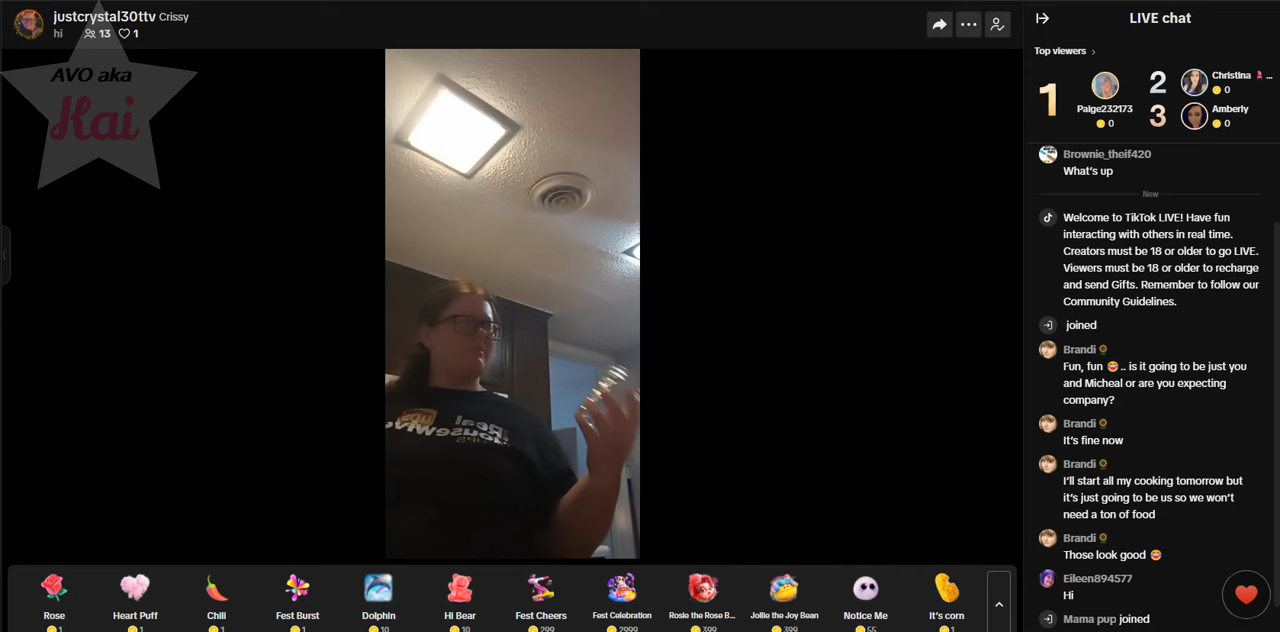 justcrystal30ttv Crissy
hi 13 1
AVO aka
Kai
LIVE chat
Top viewers
1
Paige232173
0
2
Christina ...
0
3
Amberly
0
Brownie_theif420
What's up
Now
Welcome to TikTok LIVE! Have fun
interacting with others in real time.
Creators must be 18 or older to go LIVE.
Viewers must be 18 or older to recharge
and send Gifts. Remember to follow our
Community Guidelines.
joined
Brandi
Fun, fun 😂 .. is it going to be just you
and Micheal or are you expecting
company?
Brandi
It's fine now
Brandi
I'll start all my cooking tomorrow but
it's just going to be us so we won't
need a ton of food
Brandi
Those look good 😂
Eileen894577
Hi
Mama pup joined
ups
Real
Housewive
Rose
1
Heart Puff
1
Chili
1
Fest Burst
1
Dolphin
10
Hi Bear
10
Fest Cheers
299
Fest Celebration
2999
Rosie the Rose B...
399
Jollie the Joy Bean
399
Notice Me
55
It's corn
1